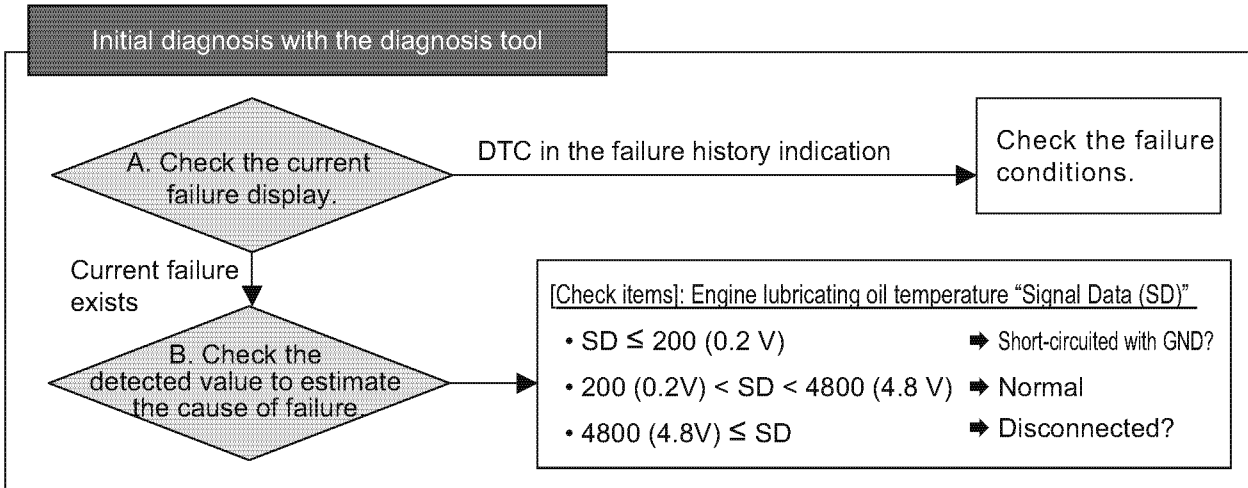 Initial diagnosis with the diagnosis tool
A. Check the current
failure display.
DTC in the failure history indication
Check the failure
conditions.
Current failure
exists
B. Check the
detected value to estimate
the cause of failure.
[Check items]: Engine lubricating oil temperature “Signal Data (SD)”
• SD ≤ 200 (0.2 V) ➡ Short-circuited with GND?
• 200 (0.2V) < SD < 4800 (4.8 V) ➡ Normal
• 4800 (4.8V) ≤ SD ➡ Disconnected?